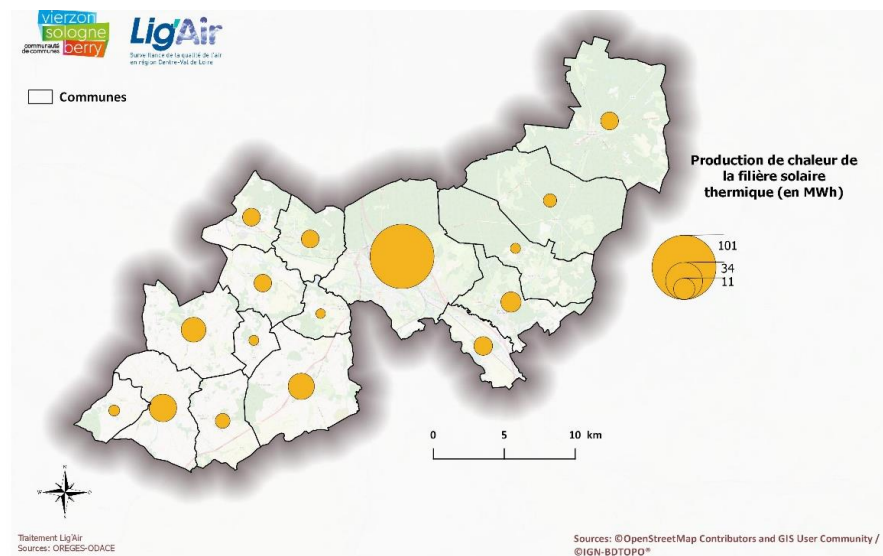 vierzon
sologne
berry
communauté
de communes
Lig'Air
Surveillance de la qualité de l'air
en région Centre-Val de Loire
Communes
Production de chaleur de
la filière solaire
thermique (en MWh)
101
34
11
0 5 10 km
N
W E
S
Traitement Lig'Air
Sources: OREGES-ODACE
Sources: ©OpenStreetMap Contributors and GIS User Community /
©IGN-BDTOPO®